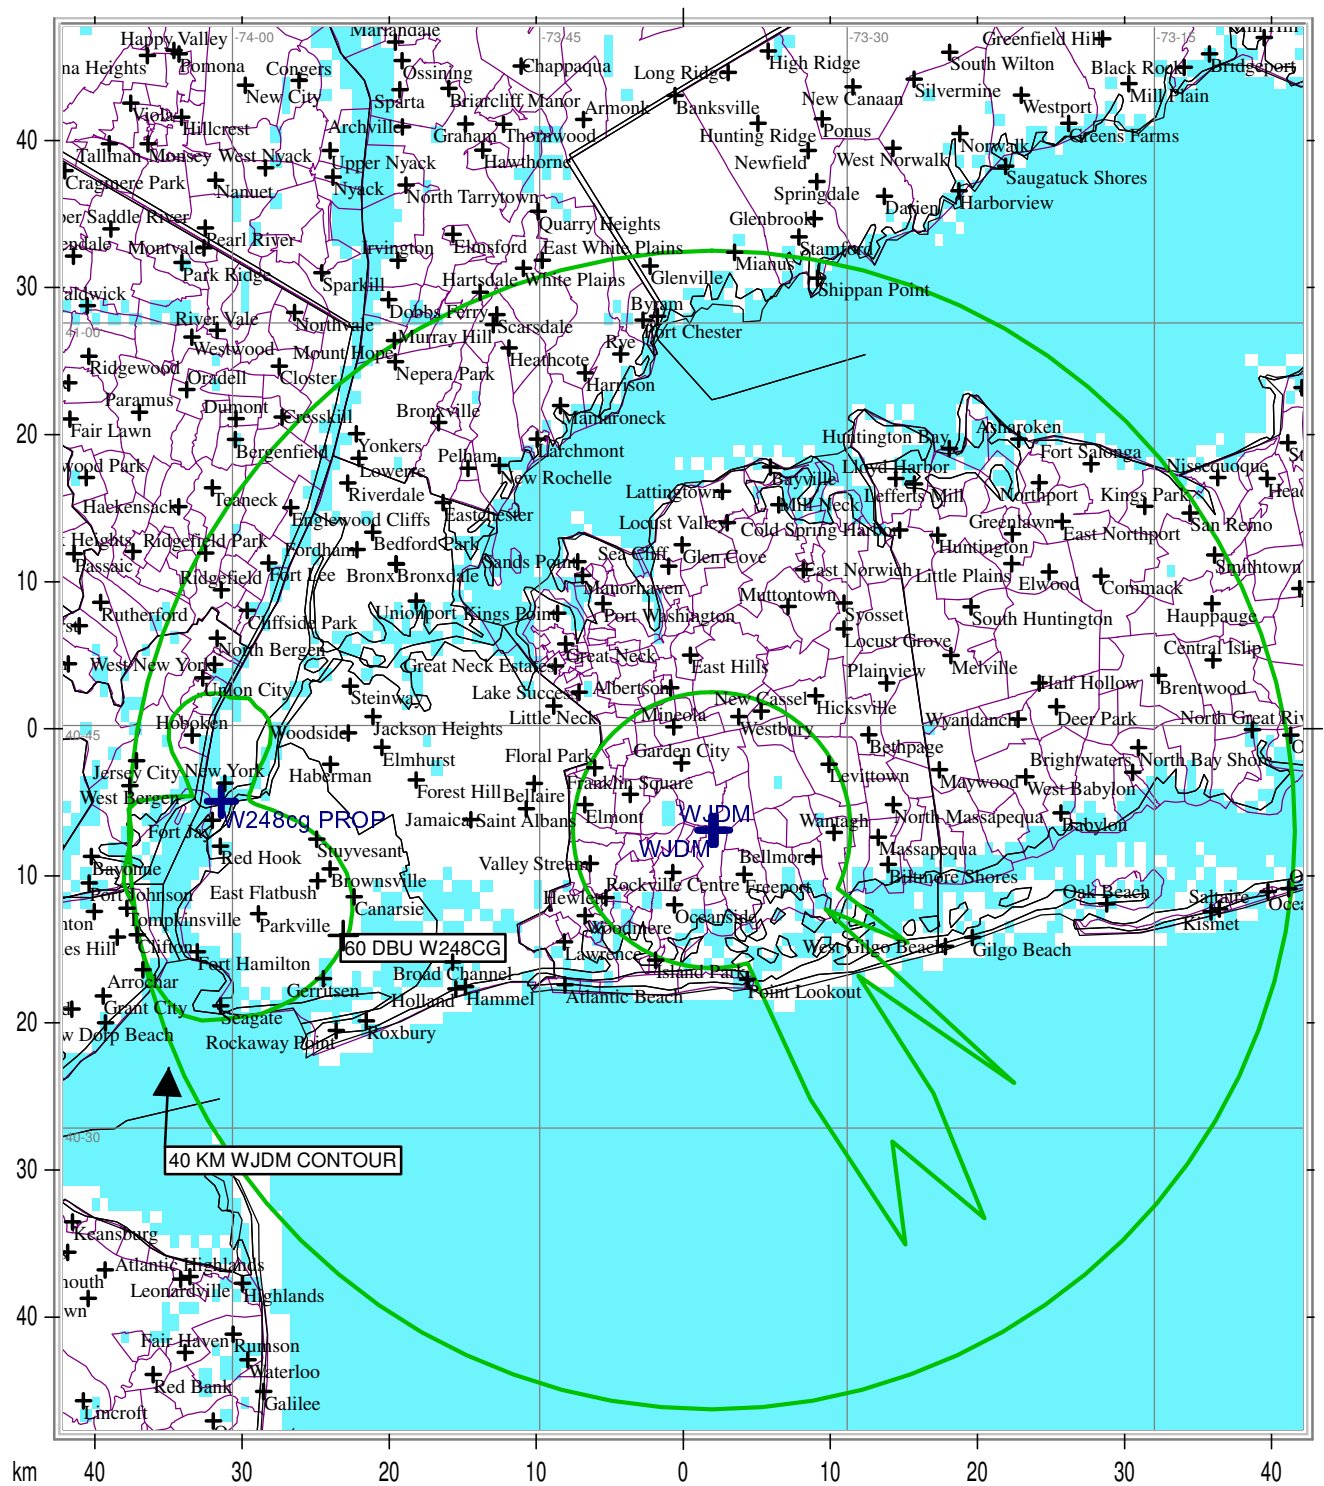 Happy Valley
-74-00
Marlandale
-73-45
-73-30
Greenfield Hill
-73-15
ma Heights
Pomona
Congers
Ossining
Chappaqua
Long Ridge
High Ridge
South Wilton
Black Rock
Bridgeport
New City
Sparta
Briarcliff Manor
Armonk
Banksville
New Canaan
Silvermine
Westport
Mill Plain
Viola
Hillcrest
Archville
Graham
Thornwood
Hunting Ridge
Ponus
Norwalk
Greens Farms
40
Tallman
Monsey
West Nyack
Upper Nyack
Hawthorne
Newfield
West Norwalk
Cragmere Park
Nanuet
Nyack
North Tarrytown
Springdale
Darien
Saugatuck Shores
Harborview
per Saddle River
Pearl River
Quarry Heights
Glenbrook
endale
Montvale
Irvington
Elmsford
East White Plains
Stamford
Mianus
Park Ridge
Sparkill
Hartsdale
White Plains
Glenville
Shippan Point
30
aldwick
Dobbs Ferry
Byram
River Vale
Northvale
Scarsdale
Port Chester
41-00
Westwood
Mount Hope
Murray Hill
Heathcote
Rye
Ridgewood
Oradell
Closter
Nepera Park
Harrison
Paramus
Dumont
Cresskill
Bronxville
Mamaroneck
20
Fair Lawn
Bergenfield
Yonkers
Larchmont
Huntington Bay
Asharoken
wood Park
Lowerre
Pelham
New Rochelle
Bayville
Lloyd Harbor
Fort Salonga
Nissequoque
Hackensack
Teaneck
Riverdale
Eastchester
Lattingtown
Mill Neck
Lefferts Mill
Northport
Kings Park
Englewood Cliffs
Locust Valley
Cold Spring Harbor
Greenlawn
San Remo
Heights
Ridgefield Park
Fordham
Bedford Park
Sands Point
Sea Cliff
Glen Cove
Huntington
East Northport
10
Passaic
Ridgefield
Fort Lee
Bronx
Bronxdale
Manorhaven
East Norwich
Little Plains
Elwood
Commack
Smithtown
Rutherford
Cliffside Park
Unionport
Kings Point
Port Washington
Muttontown
Syosset
South Huntington
Hauppauge
North Bergen
Locust Grove
West New York
Great Neck Estates
Great Neck
East Hills
Plainview
Melville
Central Islip
Union City
Steinway
Lake Success
Albertson
New Cassel
Hicksville
Half Hollow
Brentwood
Hoboken
Little Neck
Mineola
Westbury
Wyandanch
Deer Park
North Great Riv
0
40-45
Woodside
Jackson Heights
Floral Park
Garden City
Bethpage
Brightwaters
North Bay Shore
Jersey City
New York
Haberman
Elmhurst
Franklin Square
Levittown
Maywood
West Babylon
West Bergen
Forest Hill
Bellaire
Elmont
WJDM
Wantagh
North Massapequa
Babylon
Fort Jay
W248cg PROP
Jamaica
Saint Albans
WJDM
Massapequa
Red Hook
Stuyvesant
Valley Stream
Bellmore
Biltmore Shores
10
Bayonne
Port Johnson
East Flatbush
Brownsville
Hewlett
Rockville Centre
Freeport
Oak Beach
Saltaire
nton
Tompkinsville
Parkville
Canarsie
Oceanside
Kismet
es Hill
Clifton
60 DBU W248CG
Woodmere
West Gilgo Beach
Gilgo Beach
Fort Hamilton
Broad Channel
Lawrence
Island Park
Arrochar
Gerritsen
Holland
Hammel
Atlantic Beach
Point Lookout
20
Grant City
Seagate
w Dorp Beach
Rockaway Point
Roxbury
40-30
30
40 KM WJDM CONTOUR
Keansburg
Atlantic Highlands
mouth
Leonardville
Highlands
wn
40
Fair Haven
Rumson
Waterloo
Red Bank
Galilee
Lincroft
km
40
30
20
10
0
10
20
30
40